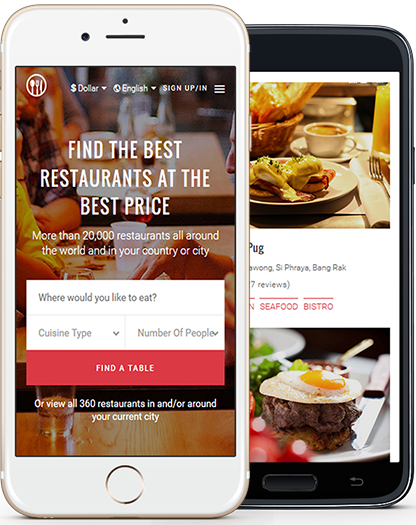 $ Dollar English SIGN UP/IN
FIND THE BEST
RESTAURANTS AT THE
BEST PRICE
More than 20,000 restaurants all around
the world and in your country or city
Where would you like to eat?
Cuisine Type Number Of People
FIND A TABLE
Or view all 360 restaurants in and/or around
your current city
Pug
awong, Si Phraya, Bang Rak
7 reviews)
N SEAFOOD BISTRO